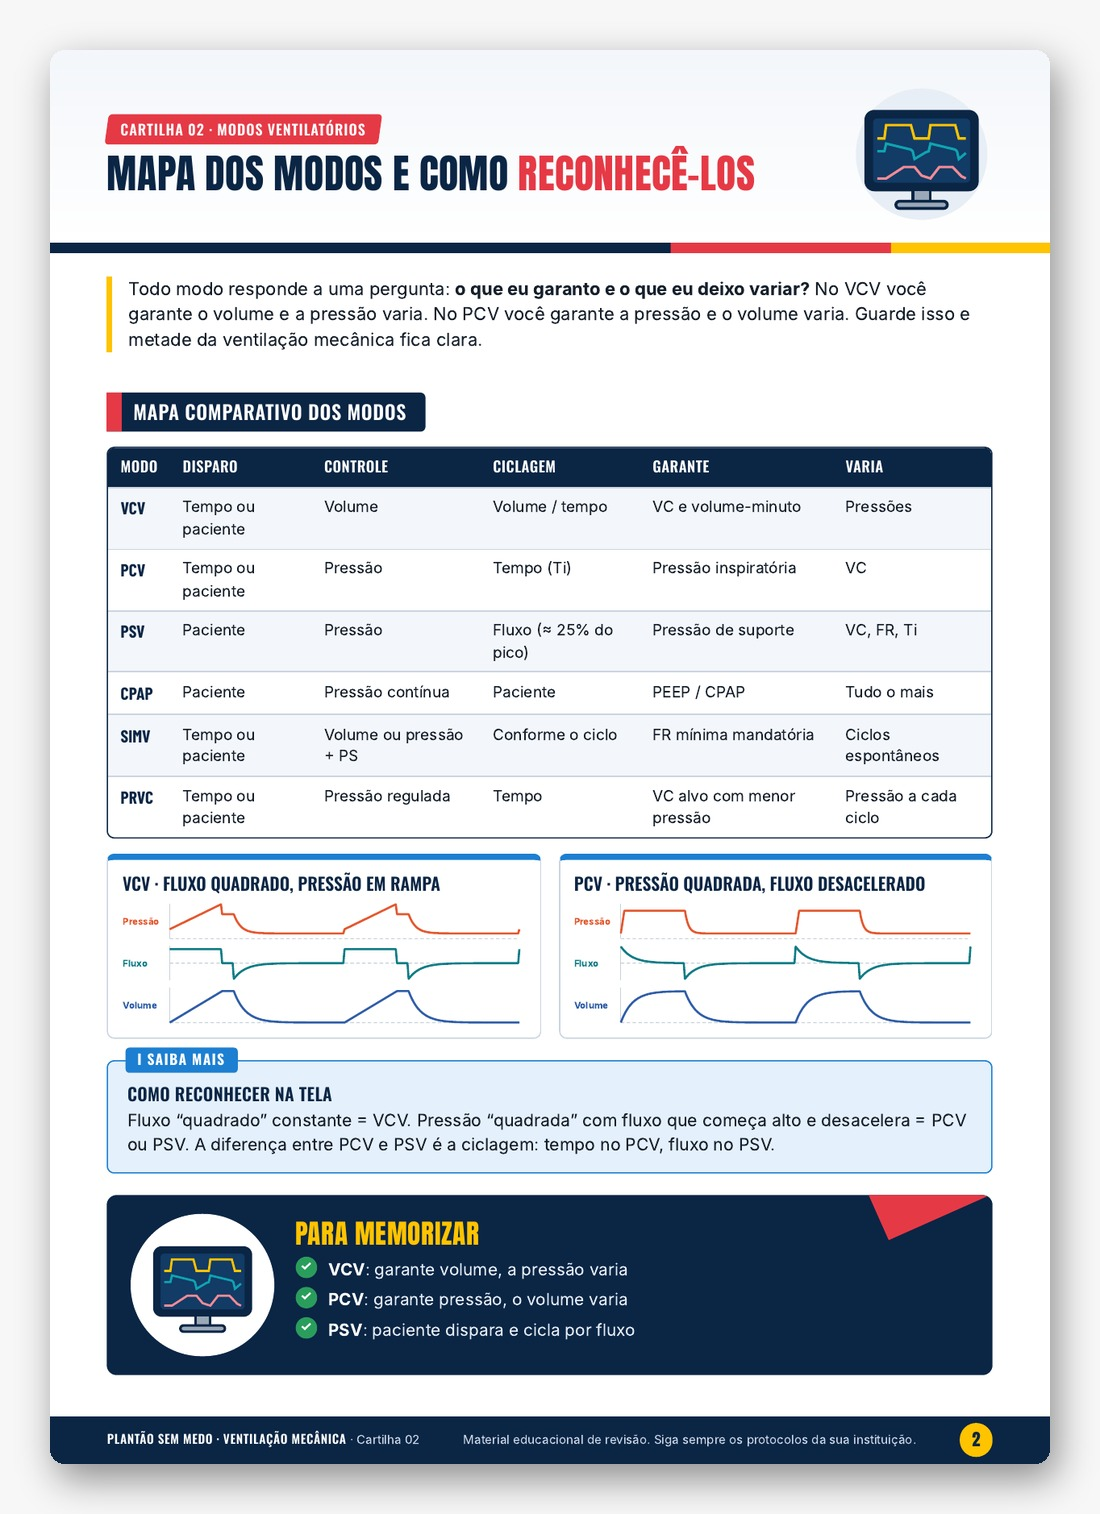 CARTILHA 02 · MODOS VENTILATÓRIOS
MAPA DOS MODOS E COMO RECONHECÊ-LOS
Todo modo responde a uma pergunta: o que eu garanto e o que eu deixo variar? No VCV você
garante o volume e a pressão varia. No PCV você garante a pressão e o volume varia. Guarde isso e
metade da ventilação mecânica fica clara.
MAPA COMPARATIVO DOS MODOS
MODO DISPARO CONTROLE CICLAGEM GARANTE VARIA
VCV Tempo ou paciente Volume Volume / tempo VC e volume-minuto Pressões
PCV Tempo ou paciente Pressão Tempo (Ti) Pressão inspiratória VC
PSV Paciente Pressão Fluxo (≈ 25% do pico) Pressão de suporte VC, FR, Ti
CPAP Paciente Pressão contínua Paciente PEEP / CPAP Tudo o mais
SIMV Tempo ou paciente Volume ou pressão + PS Conforme o ciclo FR mínima mandatória Ciclos espontâneos
PRVC Tempo ou paciente Pressão regulada Tempo VC alvo com menor pressão Pressão a cada ciclo
VCV · FLUXO QUADRADO, PRESSÃO EM RAMPA
Pressão
Fluxo
Volume
PCV · PRESSÃO QUADRADA, FLUXO DESACELERADO
Pressão
Fluxo
Volume
I SAIBA MAIS
COMO RECONHECER NA TELA
Fluxo “quadrado” constante = VCV. Pressão “quadrada” com fluxo que começa alto e desacelera = PCV
ou PSV. A diferença entre PCV e PSV é a ciclagem: tempo no PCV, fluxo no PSV.
PARA MEMORIZAR
VCV: garante volume, a pressão varia
PCV: garante pressão, o volume varia
PSV: paciente dispara e cicla por fluxo
PLANTÃO SEM MEDO · VENTILAÇÃO MECÂNICA · Cartilha 02
Material educacional de revisão. Siga sempre os protocolos da sua instituição.
2